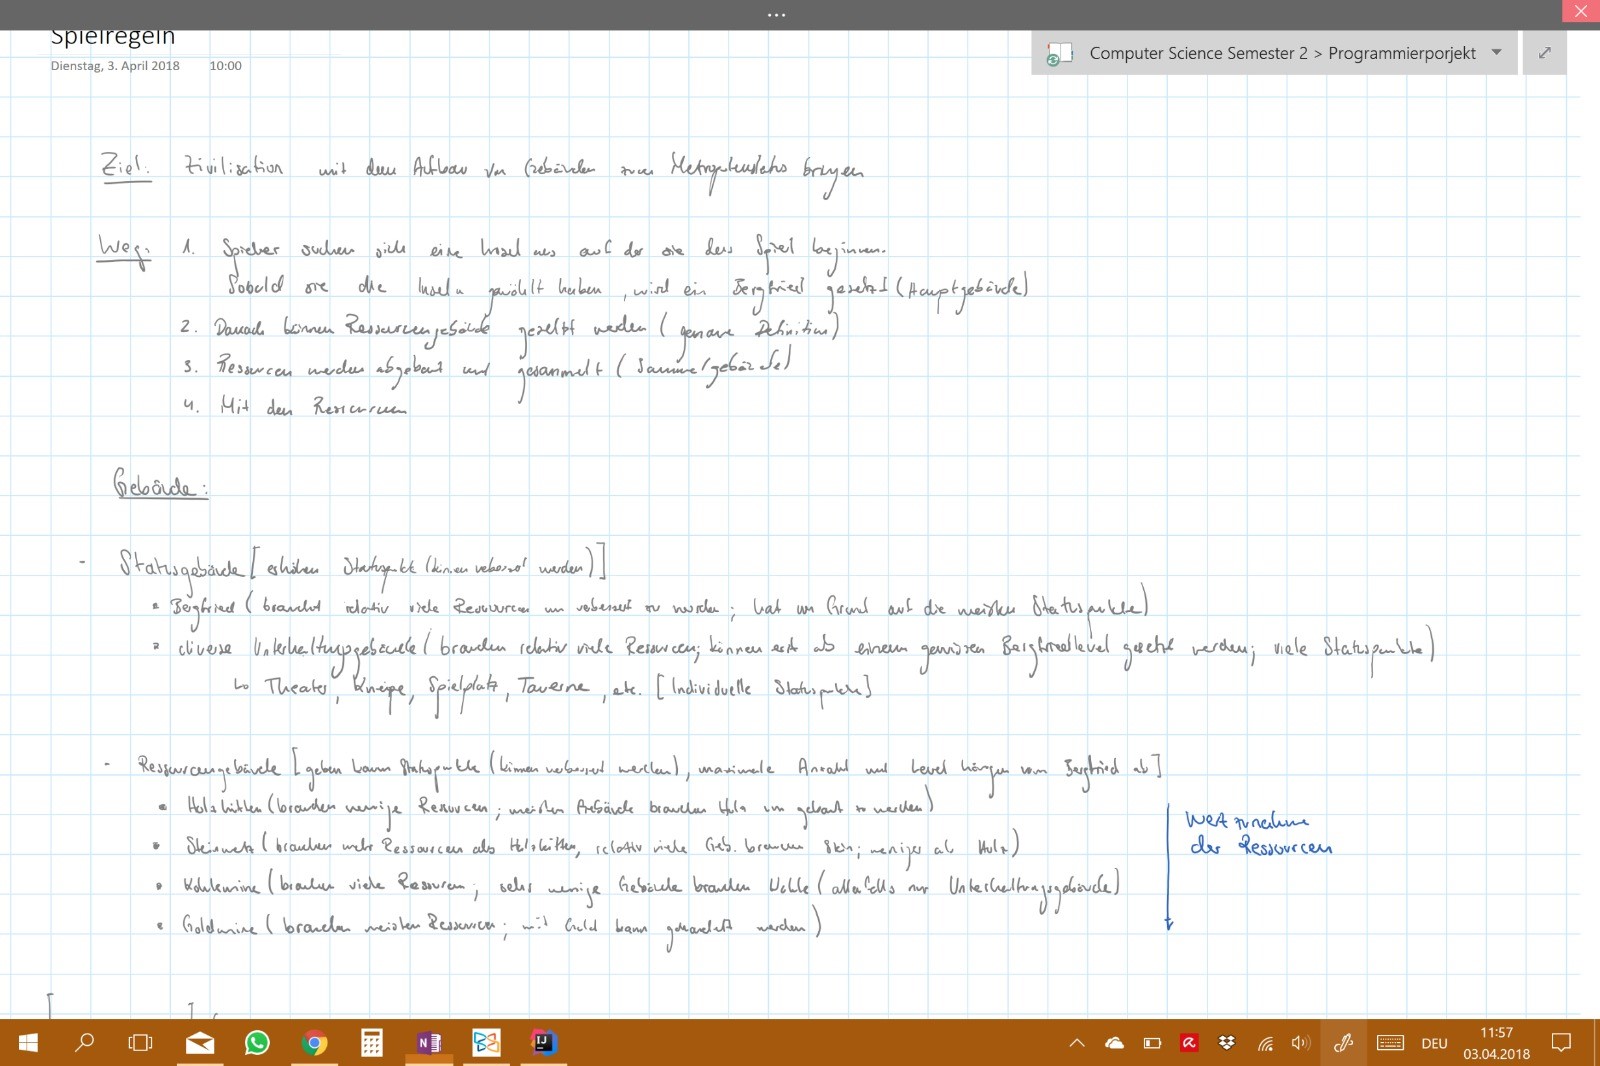 Spielregeln
Dienstag, 3. April 2018 10:00
Computer Science Semester 2 > Programmierporjekt
Ziel: Zivilisation mit dem Aufbau von Gebäuden zum Metropolenstatus bringen
Weg: 1. Spieler suchen sich eine Insel aus auf der sie das Spiel beginnen.
Sobald sie die Inseln gewählt haben, wird ein Bergfried gesetzt (Hauptgebäude)
2. Danach können Ressourcengebäude gesetzt werden (genaue Definition)
3. Ressourcen werden abgebaut und gesammelt (Sammelgebäude)
4. Mit den Ressourcen
Gebäude:
- Statusgebäude [erhöhen Statuspunkte (können verbessert werden)]
• Bergfried (braucht relativ viele Ressourcen um verbessert zu werden; hat im Grund auf die meisten Statuspunkte)
• diverse Unterhaltungsgebäude (brauchen relativ viele Resourcen; können erst ab einem gewissen Bergfriedlevel gesetzt werden; viele Statuspunkte)
↳ Theater, Kneipe, Spielplatz, Taverne, etc. [Individuelle Statuspunkte]
- Ressourcengebäude [geben kaum Statuspunkte (können verbessert werden), maximale Anzahl und Level hängen vom Bergfried ab]
• Holzhütten (brauchen wenige Resourcen; meisten Gebäude brauchen Holz um gebaut zu werden)
• Steinmetz (brauchen mehr Ressourcen als Holzhütten, relativ viele Geb. brauchen Stein; weniger als Holz)
• Kohlemine (brauchen viele Resourcen; sehr wenige Gebäude brauchen Kohle (allenfalls nur Unterhaltungsgebäude)
• Goldmine (brauchen meisten Ressourcen; mit Gold kann gehandelt werden)
Wertzunahme
der Ressourcen
DEU
11:57
03.04.2018